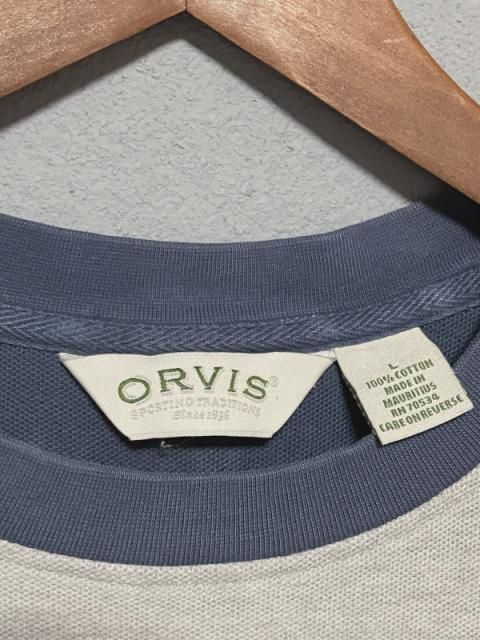 ORVIS®
SPORTING TRADITIONS
Since 1856
L
100% COTTON
MADE IN
MAURITIUS
RN 70534
CARE ON REVERSE